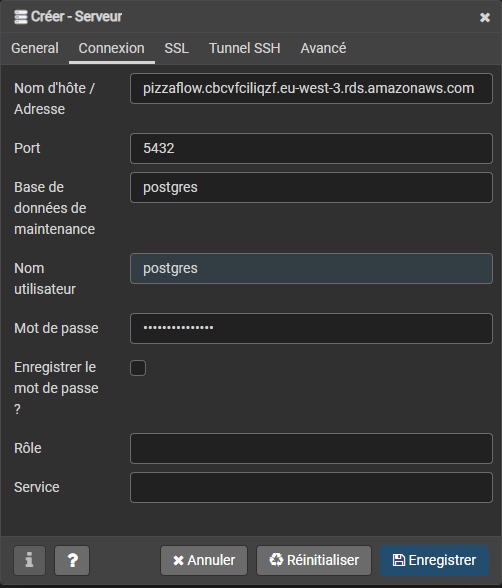 Créer - Serveur
General Connexion SSL Tunnel SSH Avancé
Nom d'hôte /
Adresse
pizzaflow.cbcvfciliqzf.eu-west-3.rds.amazonaws.com
Port
5432
Base de
données de
maintenance
postgres
Nom
utilisateur
postgres
Mot de passe
•••••••••••••••
Enregistrer le
mot de passe
?
Rôle
Service
i ? Annuler Réinitialiser Enregistrer